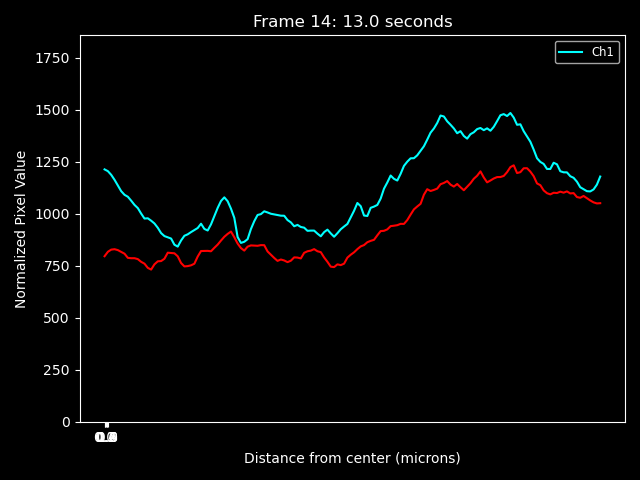 Frame 14: 13.0 seconds
Ch1
1750
1500
1250
1000
750
500
250
0
Normalized Pixel Value
Distance from center (microns)